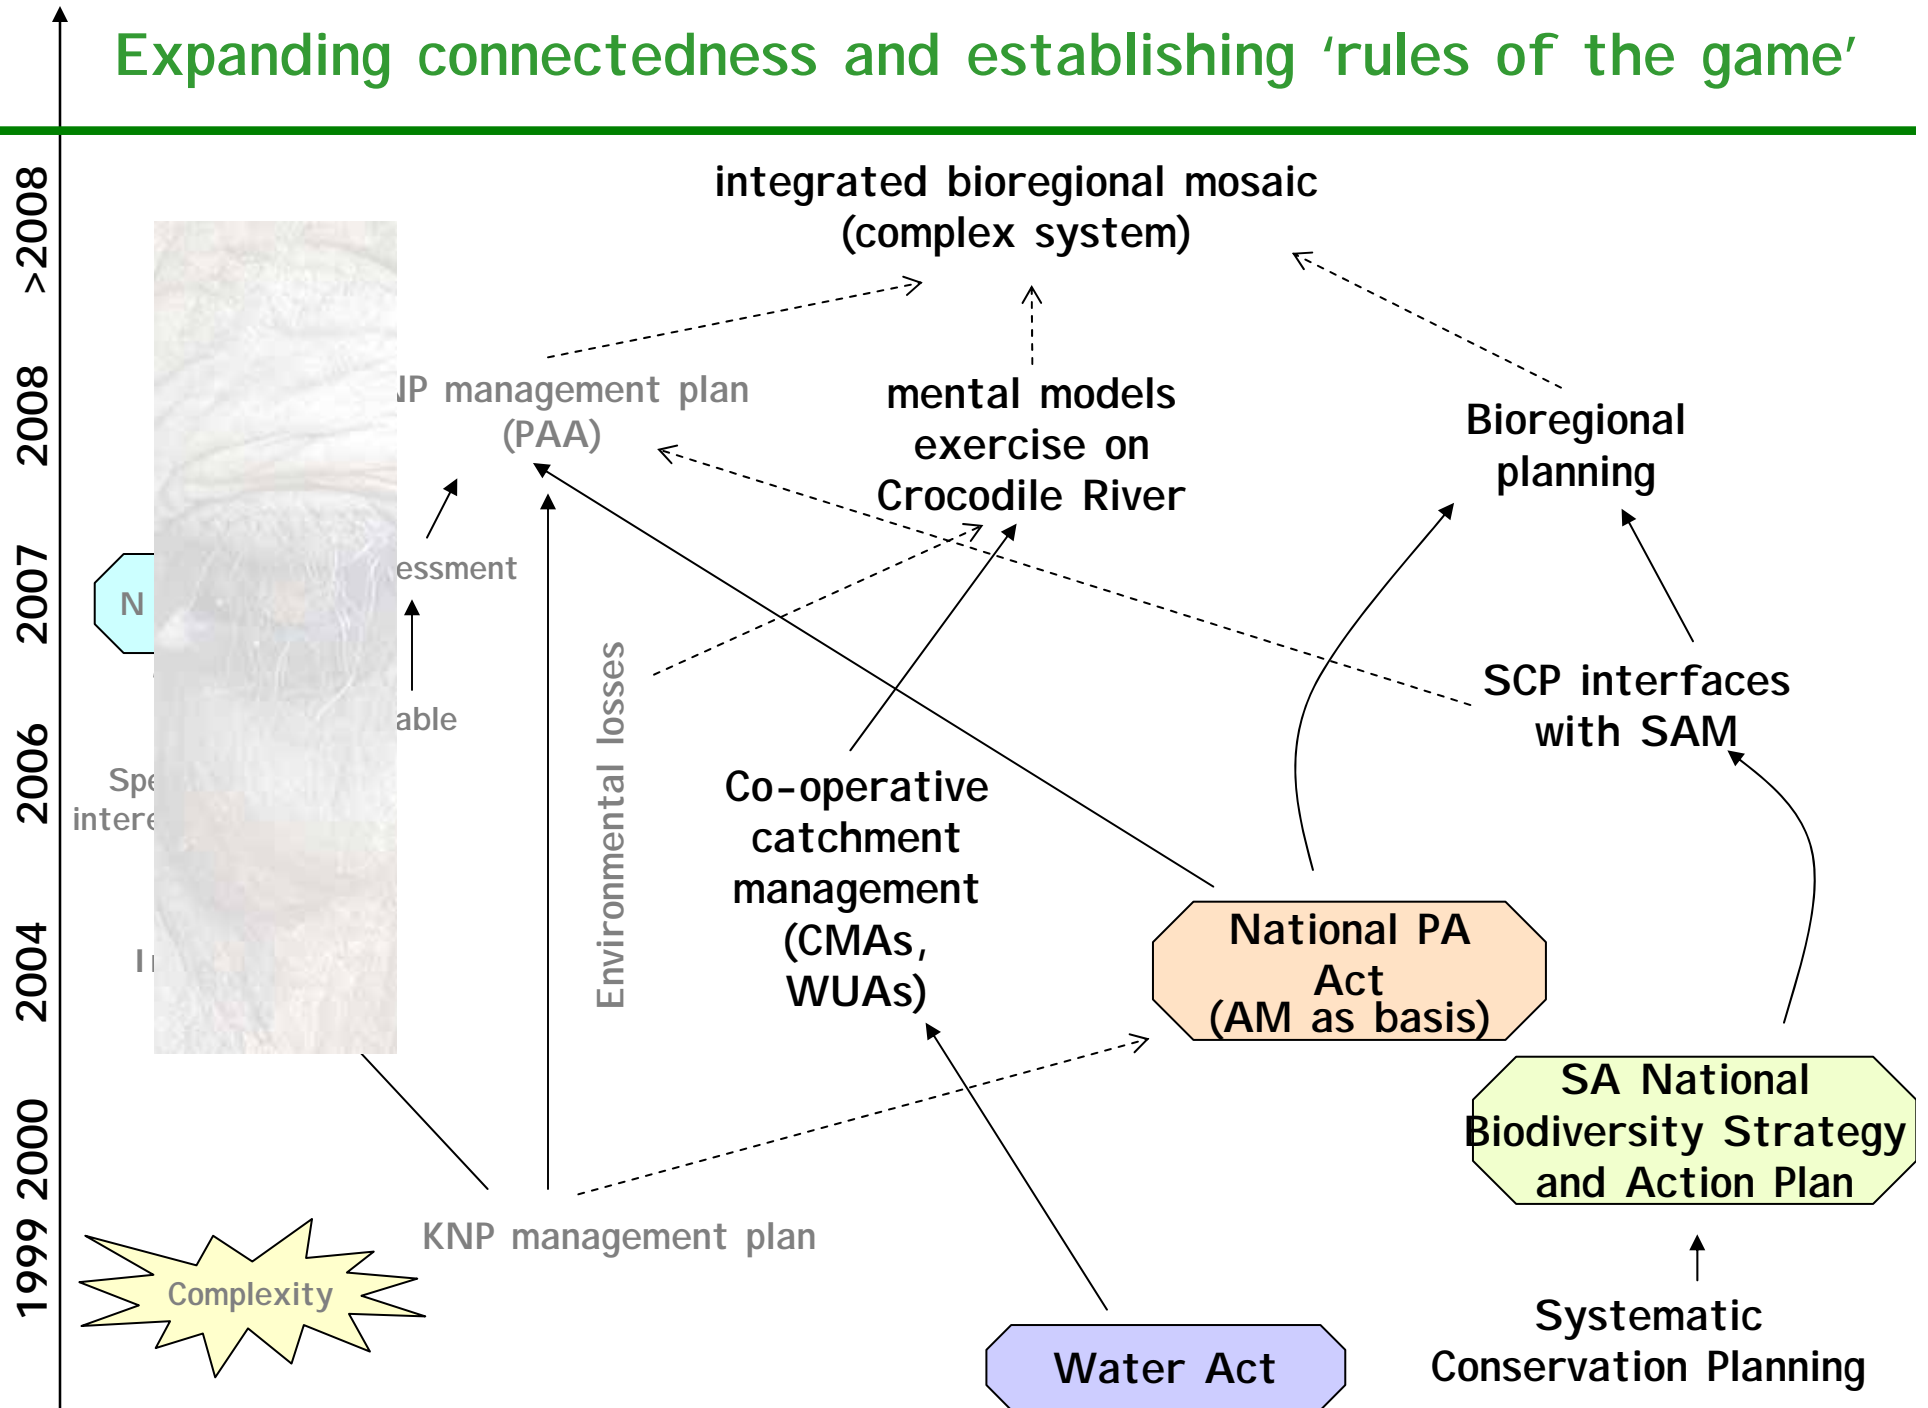 Expanding connectedness and establishing ‘rules of the game’
>2008
integrated bioregional mosaic
(complex system)
2008
management plan
(PAA)
mental models
exercise on
Crocodile River
Bioregional
planning
2007
N
essment
able
SCP interfaces
with SAM
2006
Spe
intere
Environmental losses
Co-operative
catchment
management
(CMAs,
WUAs)
2004
National PA
Act
(AM as basis)
SA National
Biodiversity Strategy
and Action Plan
2000
1999
KNP management plan
Complexity
Water Act
Systematic
Conservation Planning